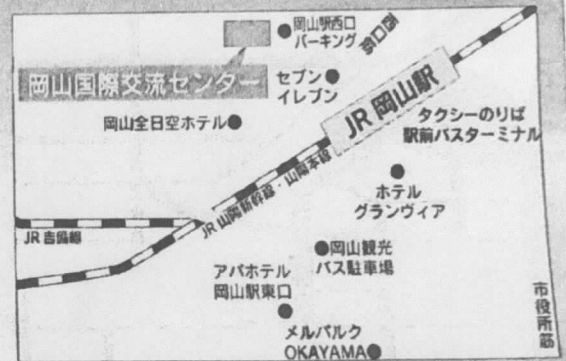 岡山駅西口
パーキング
西口筋
岡山国際交流センター
セブン
イレブン
JR 岡山駅
岡山全日空ホテル
タクシーのりば
駅前バスターミナル
JR 山陽新幹線・山陽本線
ホテル
グランヴィア
JR 吉備線
岡山観光
バス駐車場
アパホテル
岡山駅東口
市役所筋
メルパルク
OKAYAMA